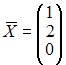 X̅ = (1
2
0)